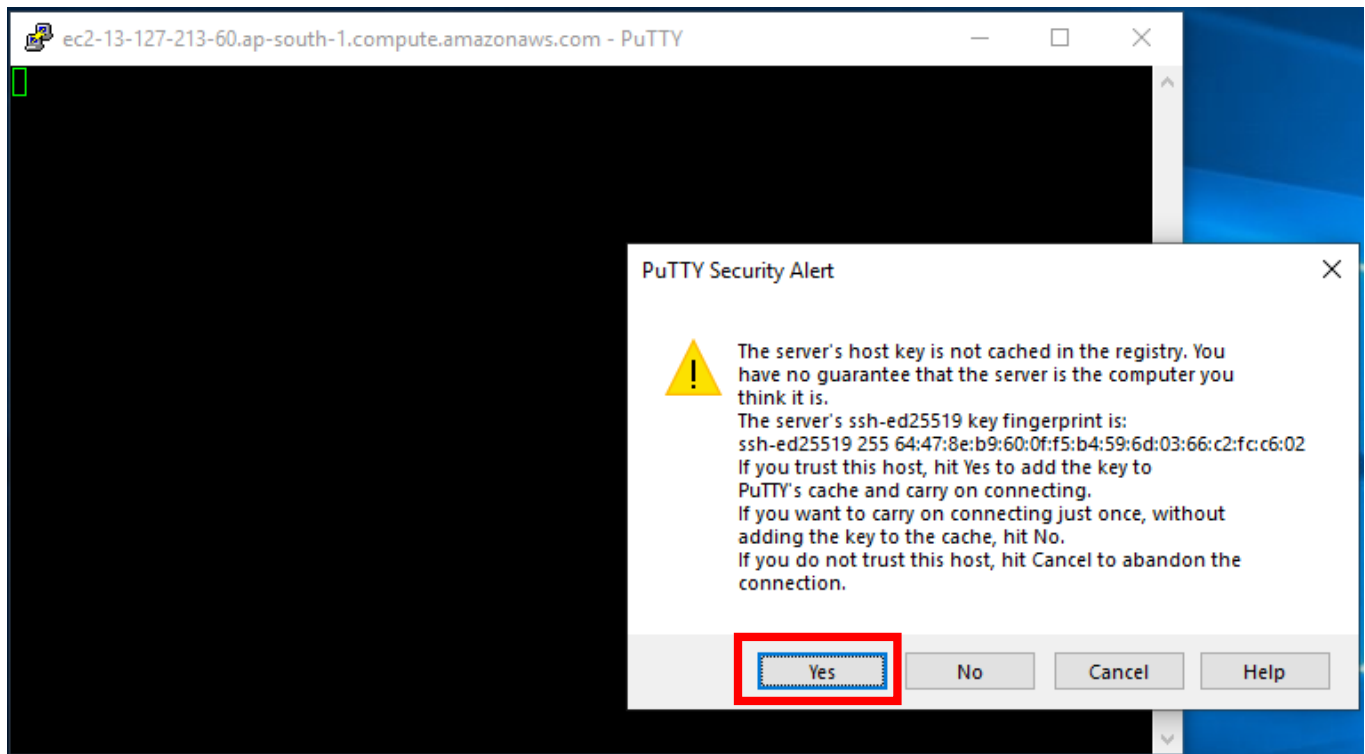 ec2-13-127-213-60.ap-south-1.compute.amazonaws.com - PuTTY
PuTTY Security Alert
The server's host key is not cached in the registry. You
have no guarantee that the server is the computer you
think it is.
The server's ssh-ed25519 key fingerprint is:
ssh-ed25519 255 64:47:8e:b9:60:0f:f5:b4:59:6d:03:66:c2:fc:c6:02
If you trust this host, hit Yes to add the key to
PuTTY's cache and carry on connecting.
If you want to carry on connecting just once, without
adding the key to the cache, hit No.
If you do not trust this host, hit Cancel to abandon the
connection.
Yes No Cancel Help